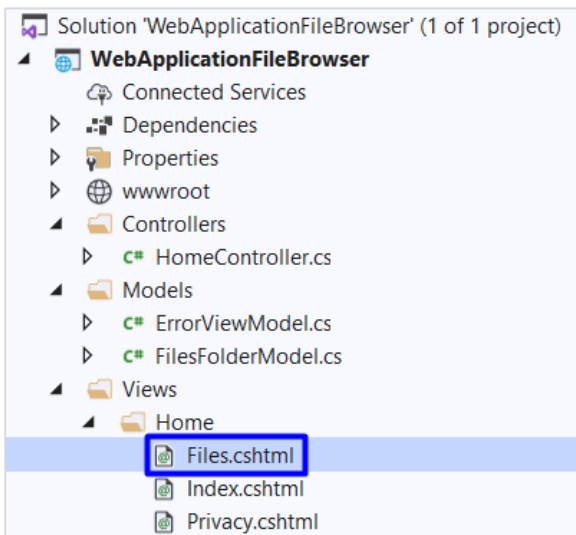 Solution 'WebApplicationFileBrowser' (1 of 1 project)
WebApplicationFileBrowser
Connected Services
Dependencies
Properties
wwwroot
Controllers
C# HomeController.cs
Models
C# ErrorViewModel.cs
C# FilesFolderModel.cs
Views
Home
Files.cshtml
Index.cshtml
Privacy.cshtml